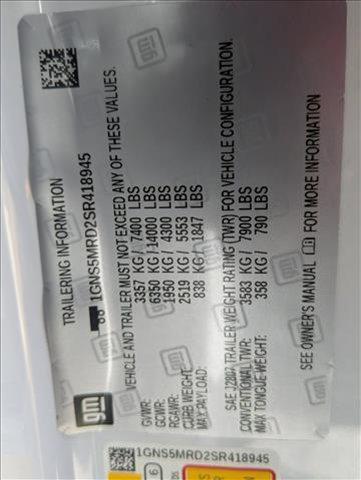 TRAILERING INFORMATION
1GNS5MRD2SR418945
VEHICLE AND TRAILER MUST NOT EXCEED ANY OF THESE VALUES.
GVWR: 3357 KG/ 7400 LBS
GCWR: 6350 KG/14000 LBS
RGAWR: 1950 KG/ 4300 LBS
CURB WEIGHT: 2519 KG/ 5553 LBS
MAX PAYLOAD: 838 KG/ 1847 LBS
SAE J2807 TRAILER WEIGHT RATING (TWR) FOR VEHICLE CONFIGURATION.
CONVENTIONAL TWR: 3583 KG/ 7900 LBS
MAX TONGUE WEIGHT: 358 KG/ 790 LBS
SEE OWNER'S MANUAL FOR MORE INFORMATION
gm
1GNS5MRD2SR418945
6